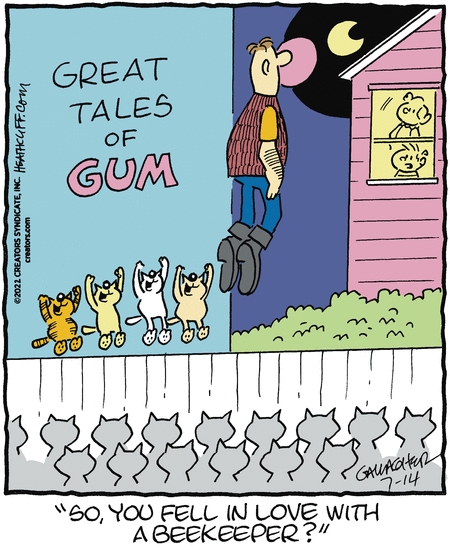 GREAT
TALES
OF
GUM
©2022 CREATORS SYNDICATE, INC. HEATHCLIFF.COM
creators.com
GALLAGHER
7-14
"SO, YOU FELL IN LOVE WITH
A BEEKEEPER?"